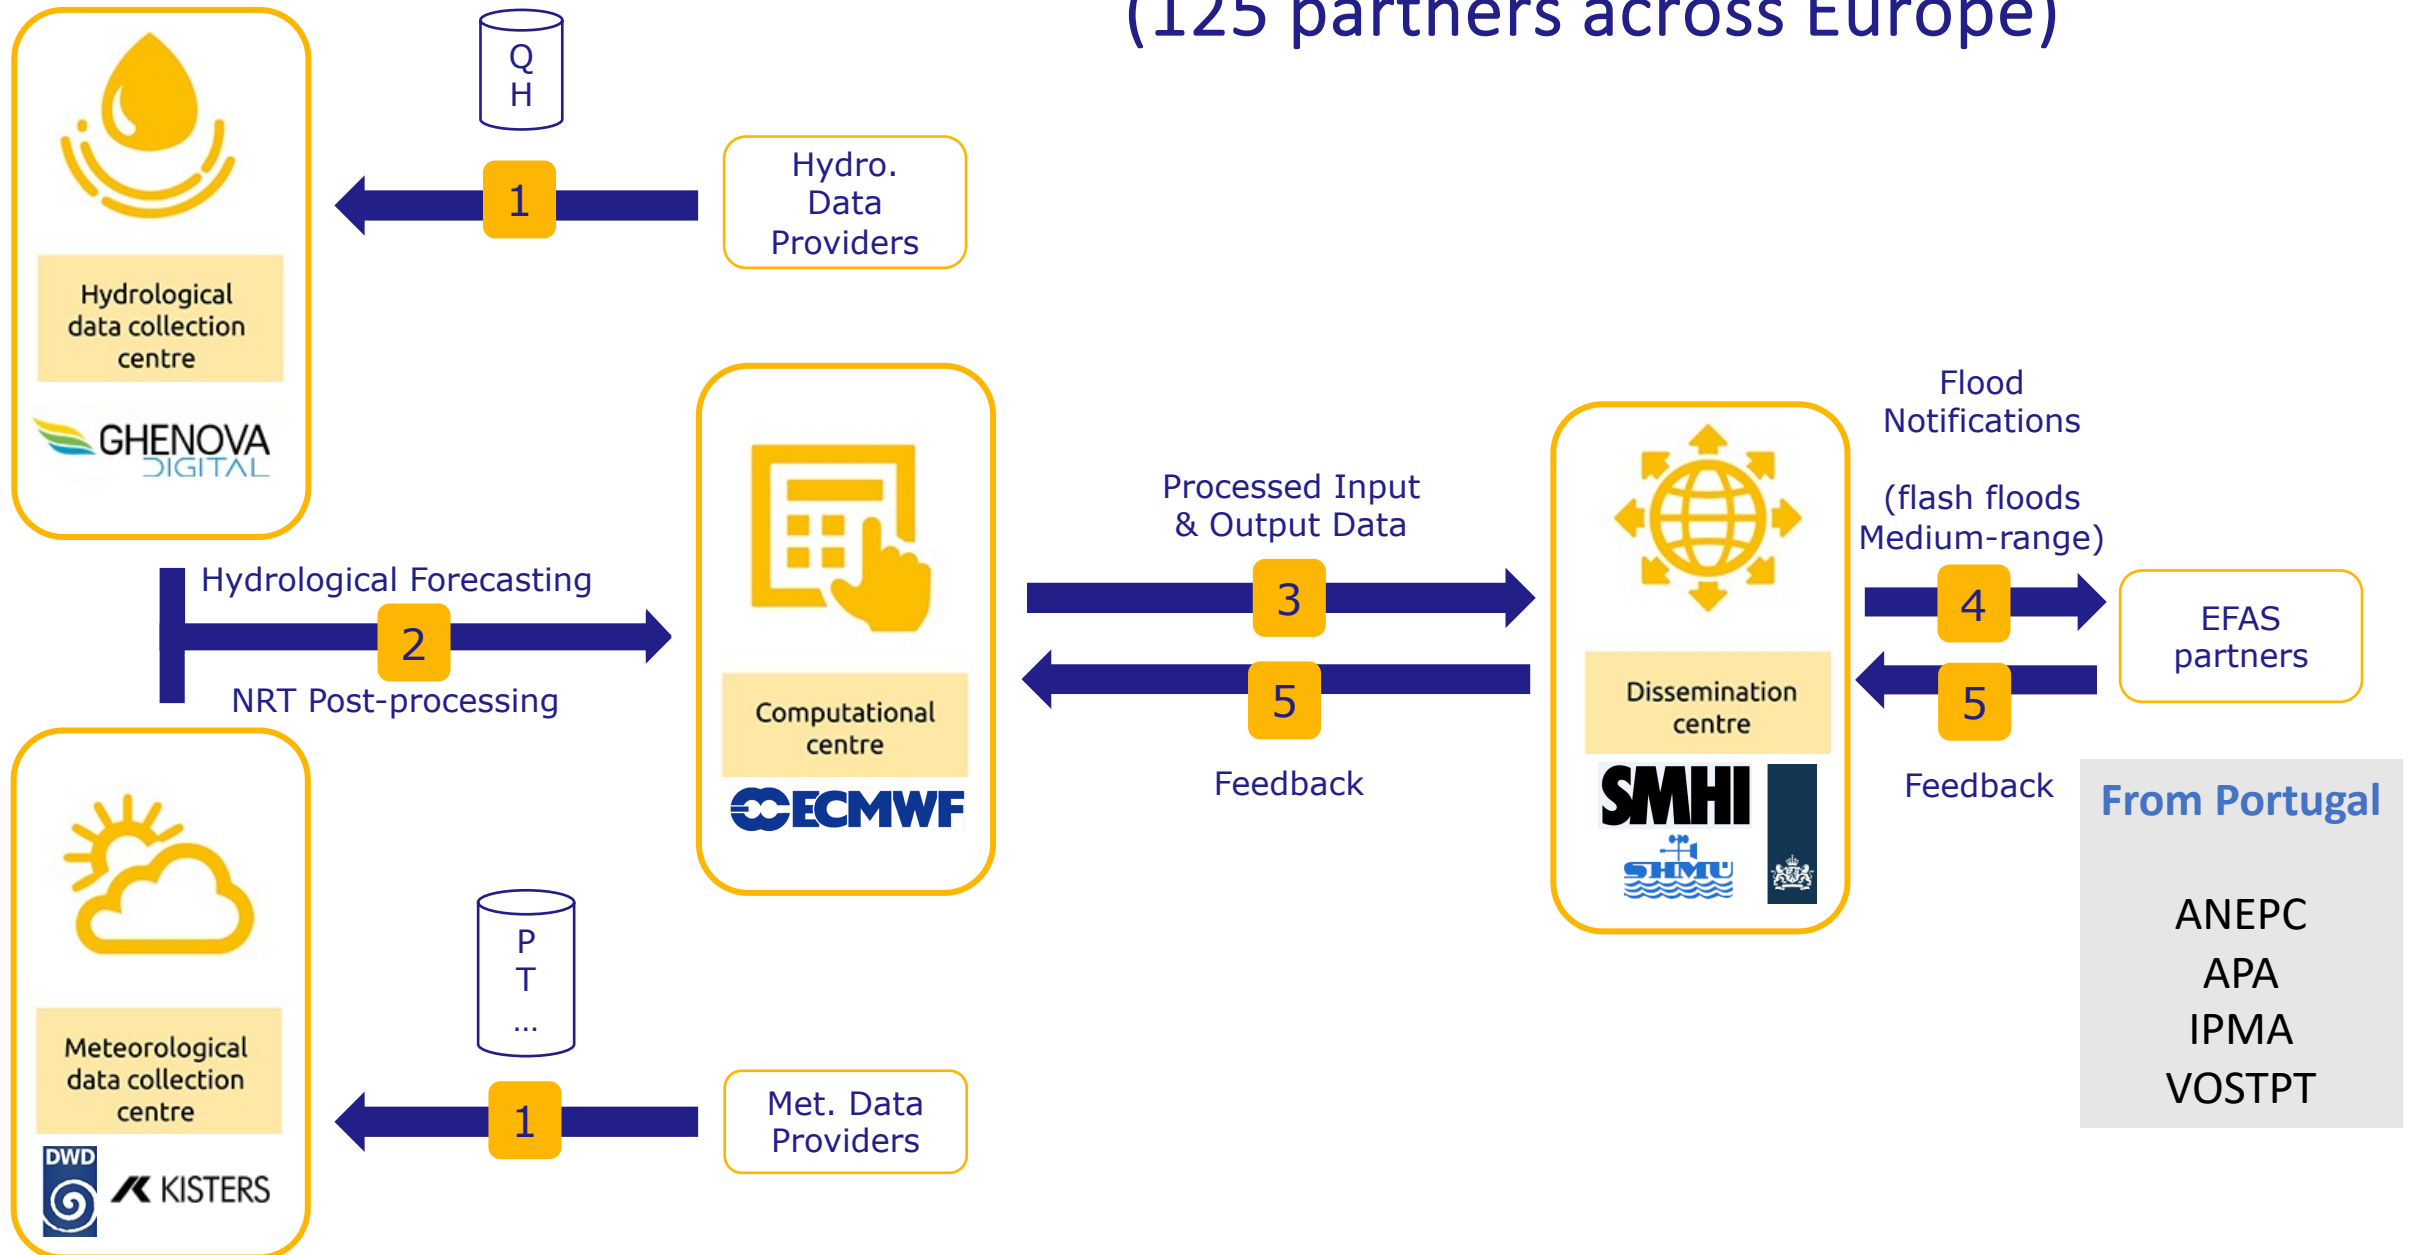 (125 partners across Europe)
Q
H
1
Hydro.
Data
Providers
Hydrological
data collection
centre
GHENOVA
DIGITAL
Hydrological Forecasting
2
NRT Post-processing
Computational
centre
ECMWF
Processed Input
& Output Data
3
5
Feedback
Dissemination
centre
SMHI
SHMÚ
Flood
Notifications
(flash floods
Medium-range)
4
5
Feedback
EFAS
partners
From Portugal
ANEPC
APA
IPMA
VOSTPT
P
T
...
1
Met. Data
Providers
Meteorological
data collection
centre
DWD
KISTERS